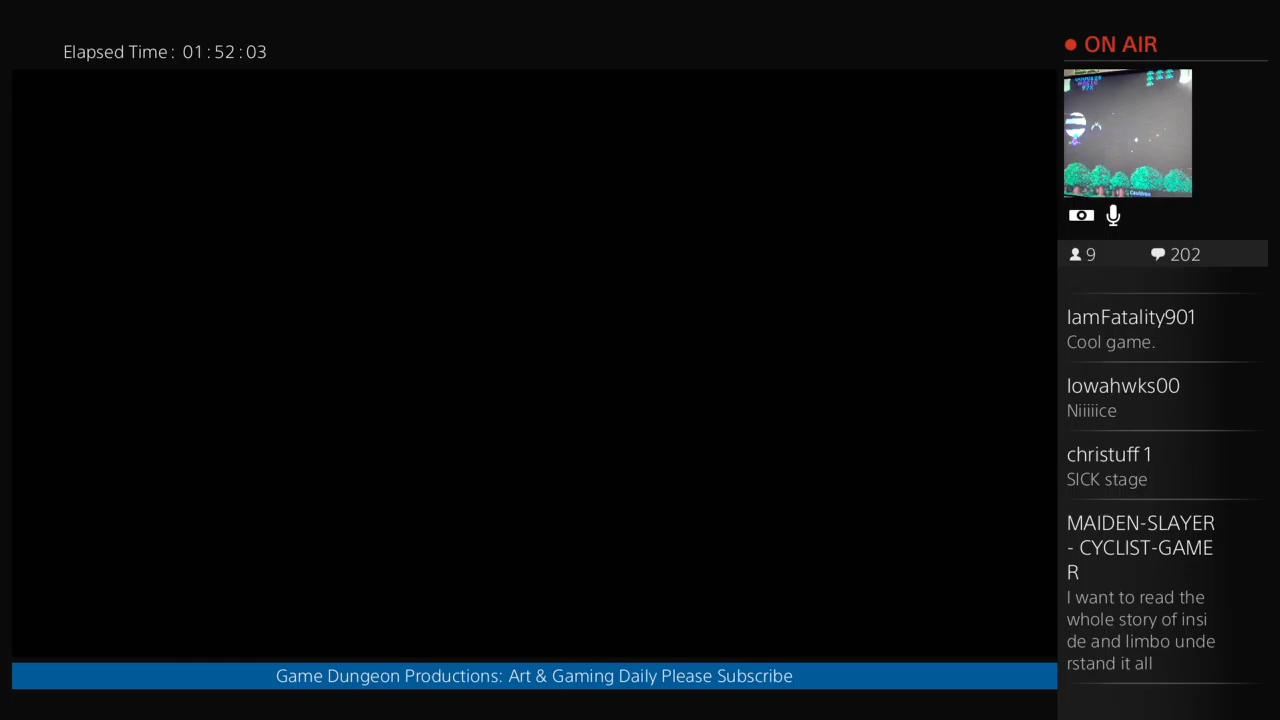 Elapsed Time: 01:52:03
ON AIR
9
202
IamFatality901
Cool game.
Iowahwks00
Niiiiice
christuff1
SICK stage
MAIDEN-SLAYER
- CYCLIST-GAME
R
I want to read the
whole story of insi
de and limbo unde
rstand it all
Game Dungeon Productions: Art & Gaming Daily Please Subscribe